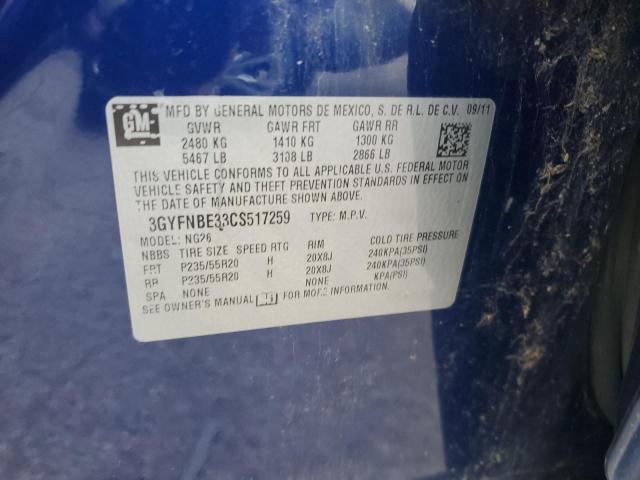 GM
MFD BY GENERAL MOTORS DE MEXICO, S. DE R.L. DE C.V. 09/11
GVWR GAWR FRT GAWR RR
2480 KG 1410 KG 1300 KG
5467 LB 3108 LB 2866 LB
THIS VEHICLE CONFORMS TO ALL APPLICABLE U.S. FEDERAL MOTOR
VEHICLE SAFETY AND THEFT PREVENTION STANDARDS IN EFFECT ON
THE DATE OF MANUFACTURE SHOWN ABOVE.
3GYFNBE33CS517259 TYPE: M.P.V.
MODEL: NG26
NBBS TIRE SIZE SPEED RTG RIM COLD TIRE PRESSURE
FRT P235/55R20 H 20X8J 240KPA(35PSI)
RR P235/55R20 H 20X8J 240KPA(35PSI)
SPA NONE NONE KPA(PSI)
SEE OWNER'S MANUAL FOR MORE INFORMATION.